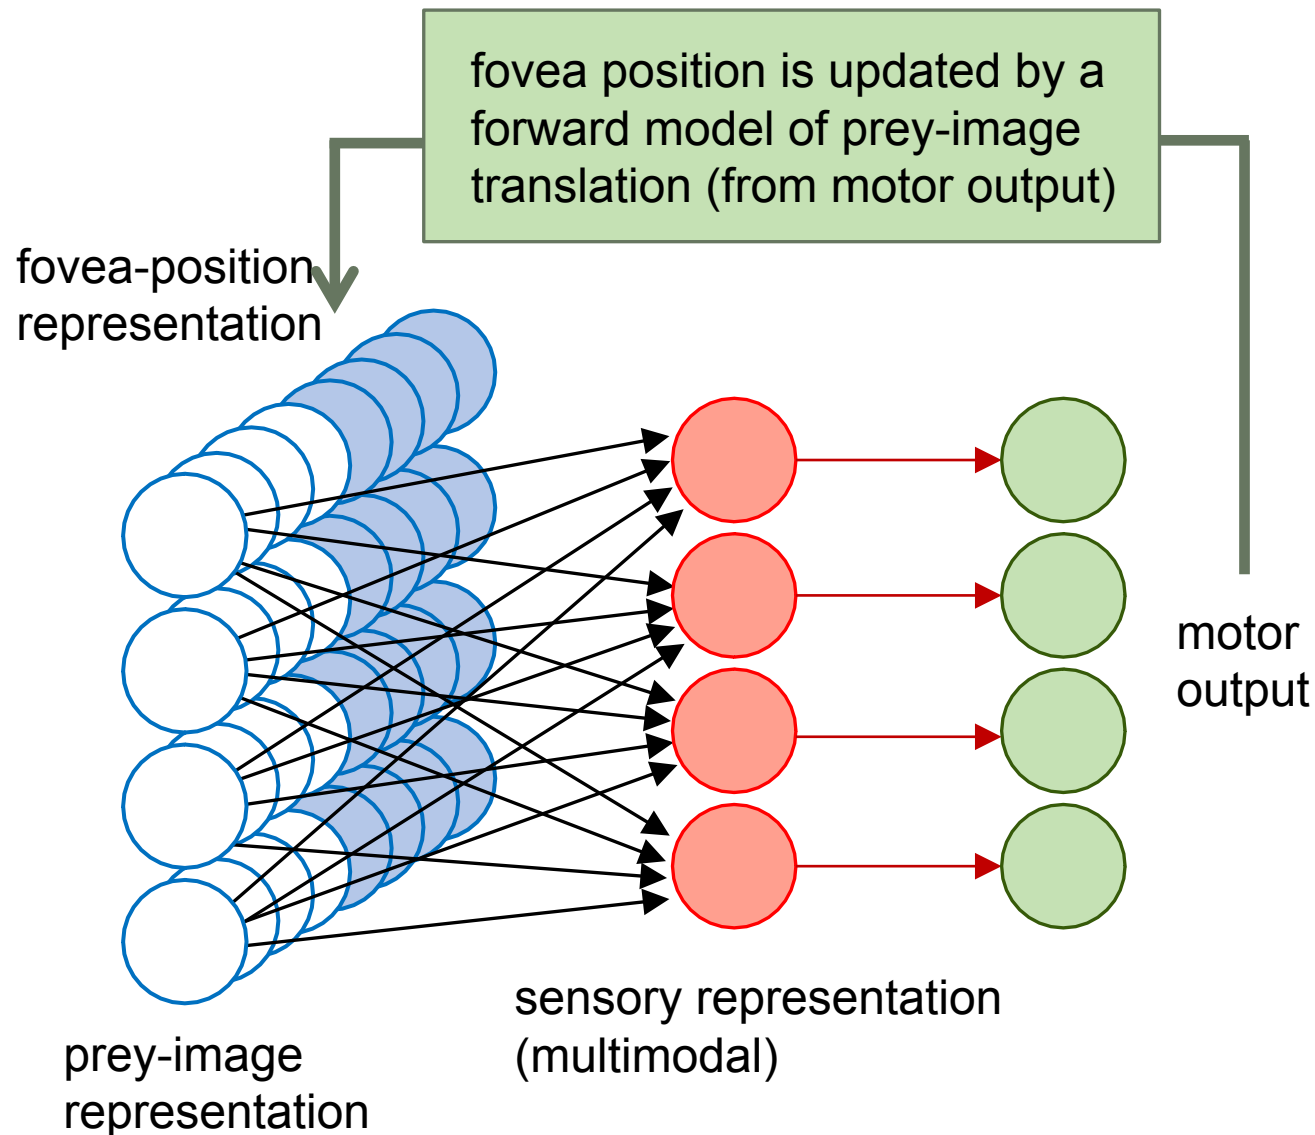 fovea position is updated by a
forward model of prey-image
translation (from motor output)
fovea-position
representation
motor
output
sensory representation
(multimodal)
prey-image
representation